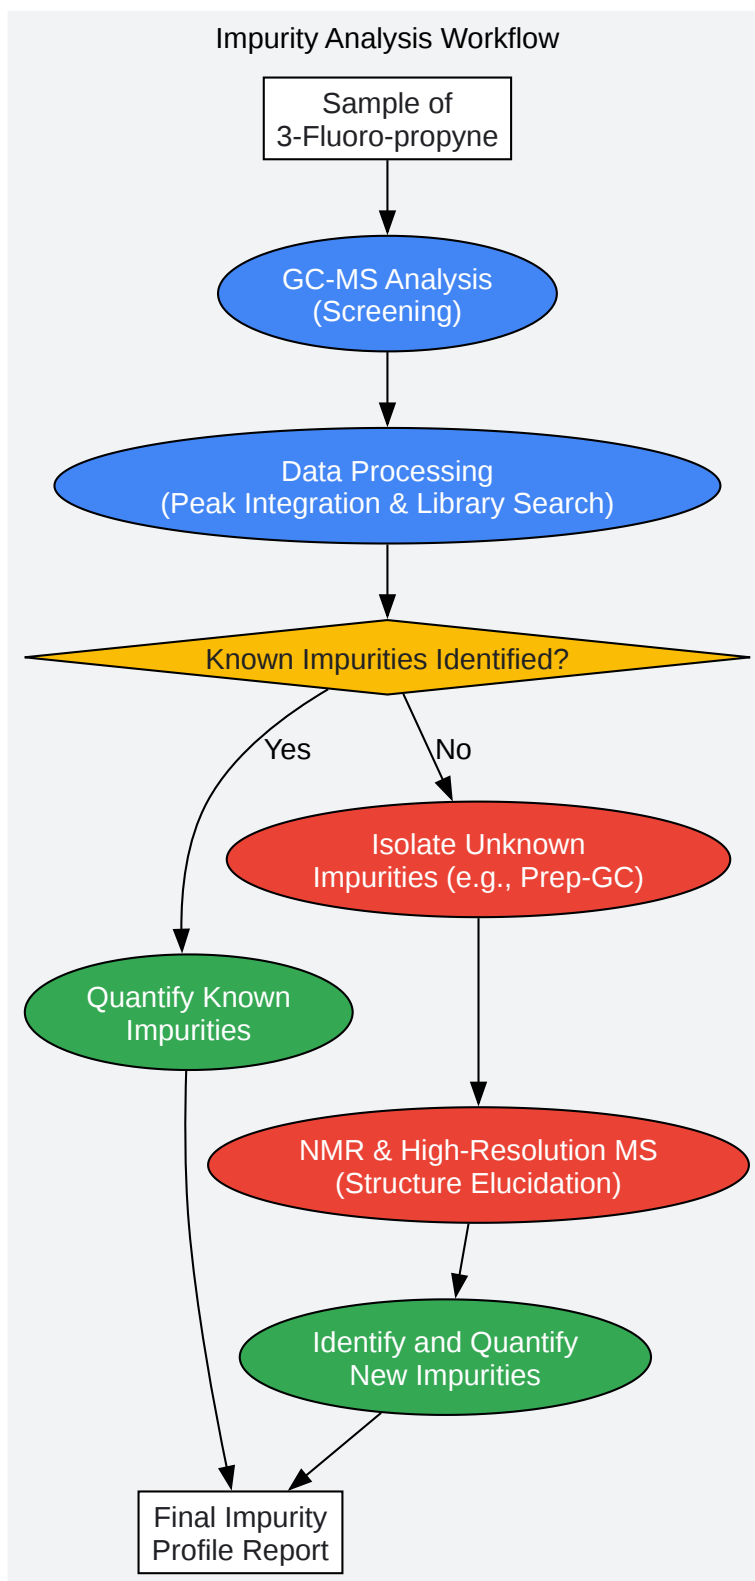 Impurity Analysis Workflow
Sample of
3-Fluoro-propyne
GC-MS Analysis
(Screening)
Data Processing
(Peak Integration & Library Search)
Known Impurities Identified?
Yes
No
Isolate Unknown
Impurities (e.g., Prep-GC)
Quantify Known
Impurities
NMR & High-Resolution MS
(Structure Elucidation)
Identify and Quantify
New Impurities
Final Impurity
Profile Report